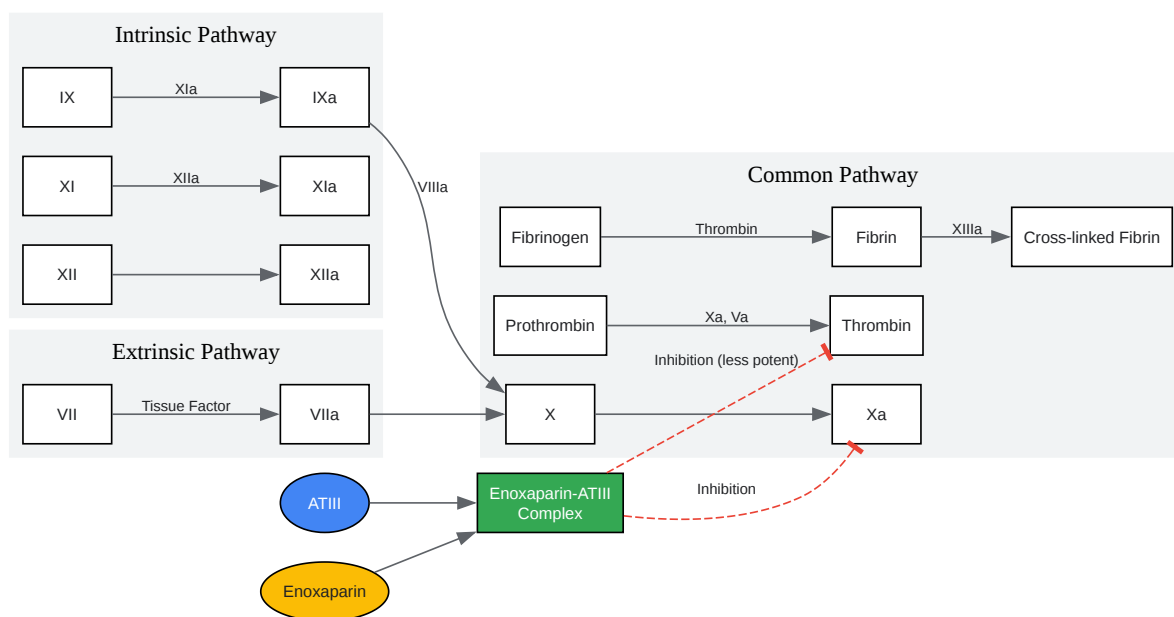 Intrinsic Pathway
IX
XIa
IXa
XI
XIIa
XIa
XII
XIIa
VIIIa
Extrinsic Pathway
VII
Tissue Factor
VIIa
Common Pathway
Fibrinogen
Thrombin
Fibrin
XIIIa
Cross-linked Fibrin
Prothrombin
Xa, Va
Thrombin
Inhibition (less potent)
X
Xa
ATIII
Enoxaparin-ATIII
Complex
Inhibition
Enoxaparin